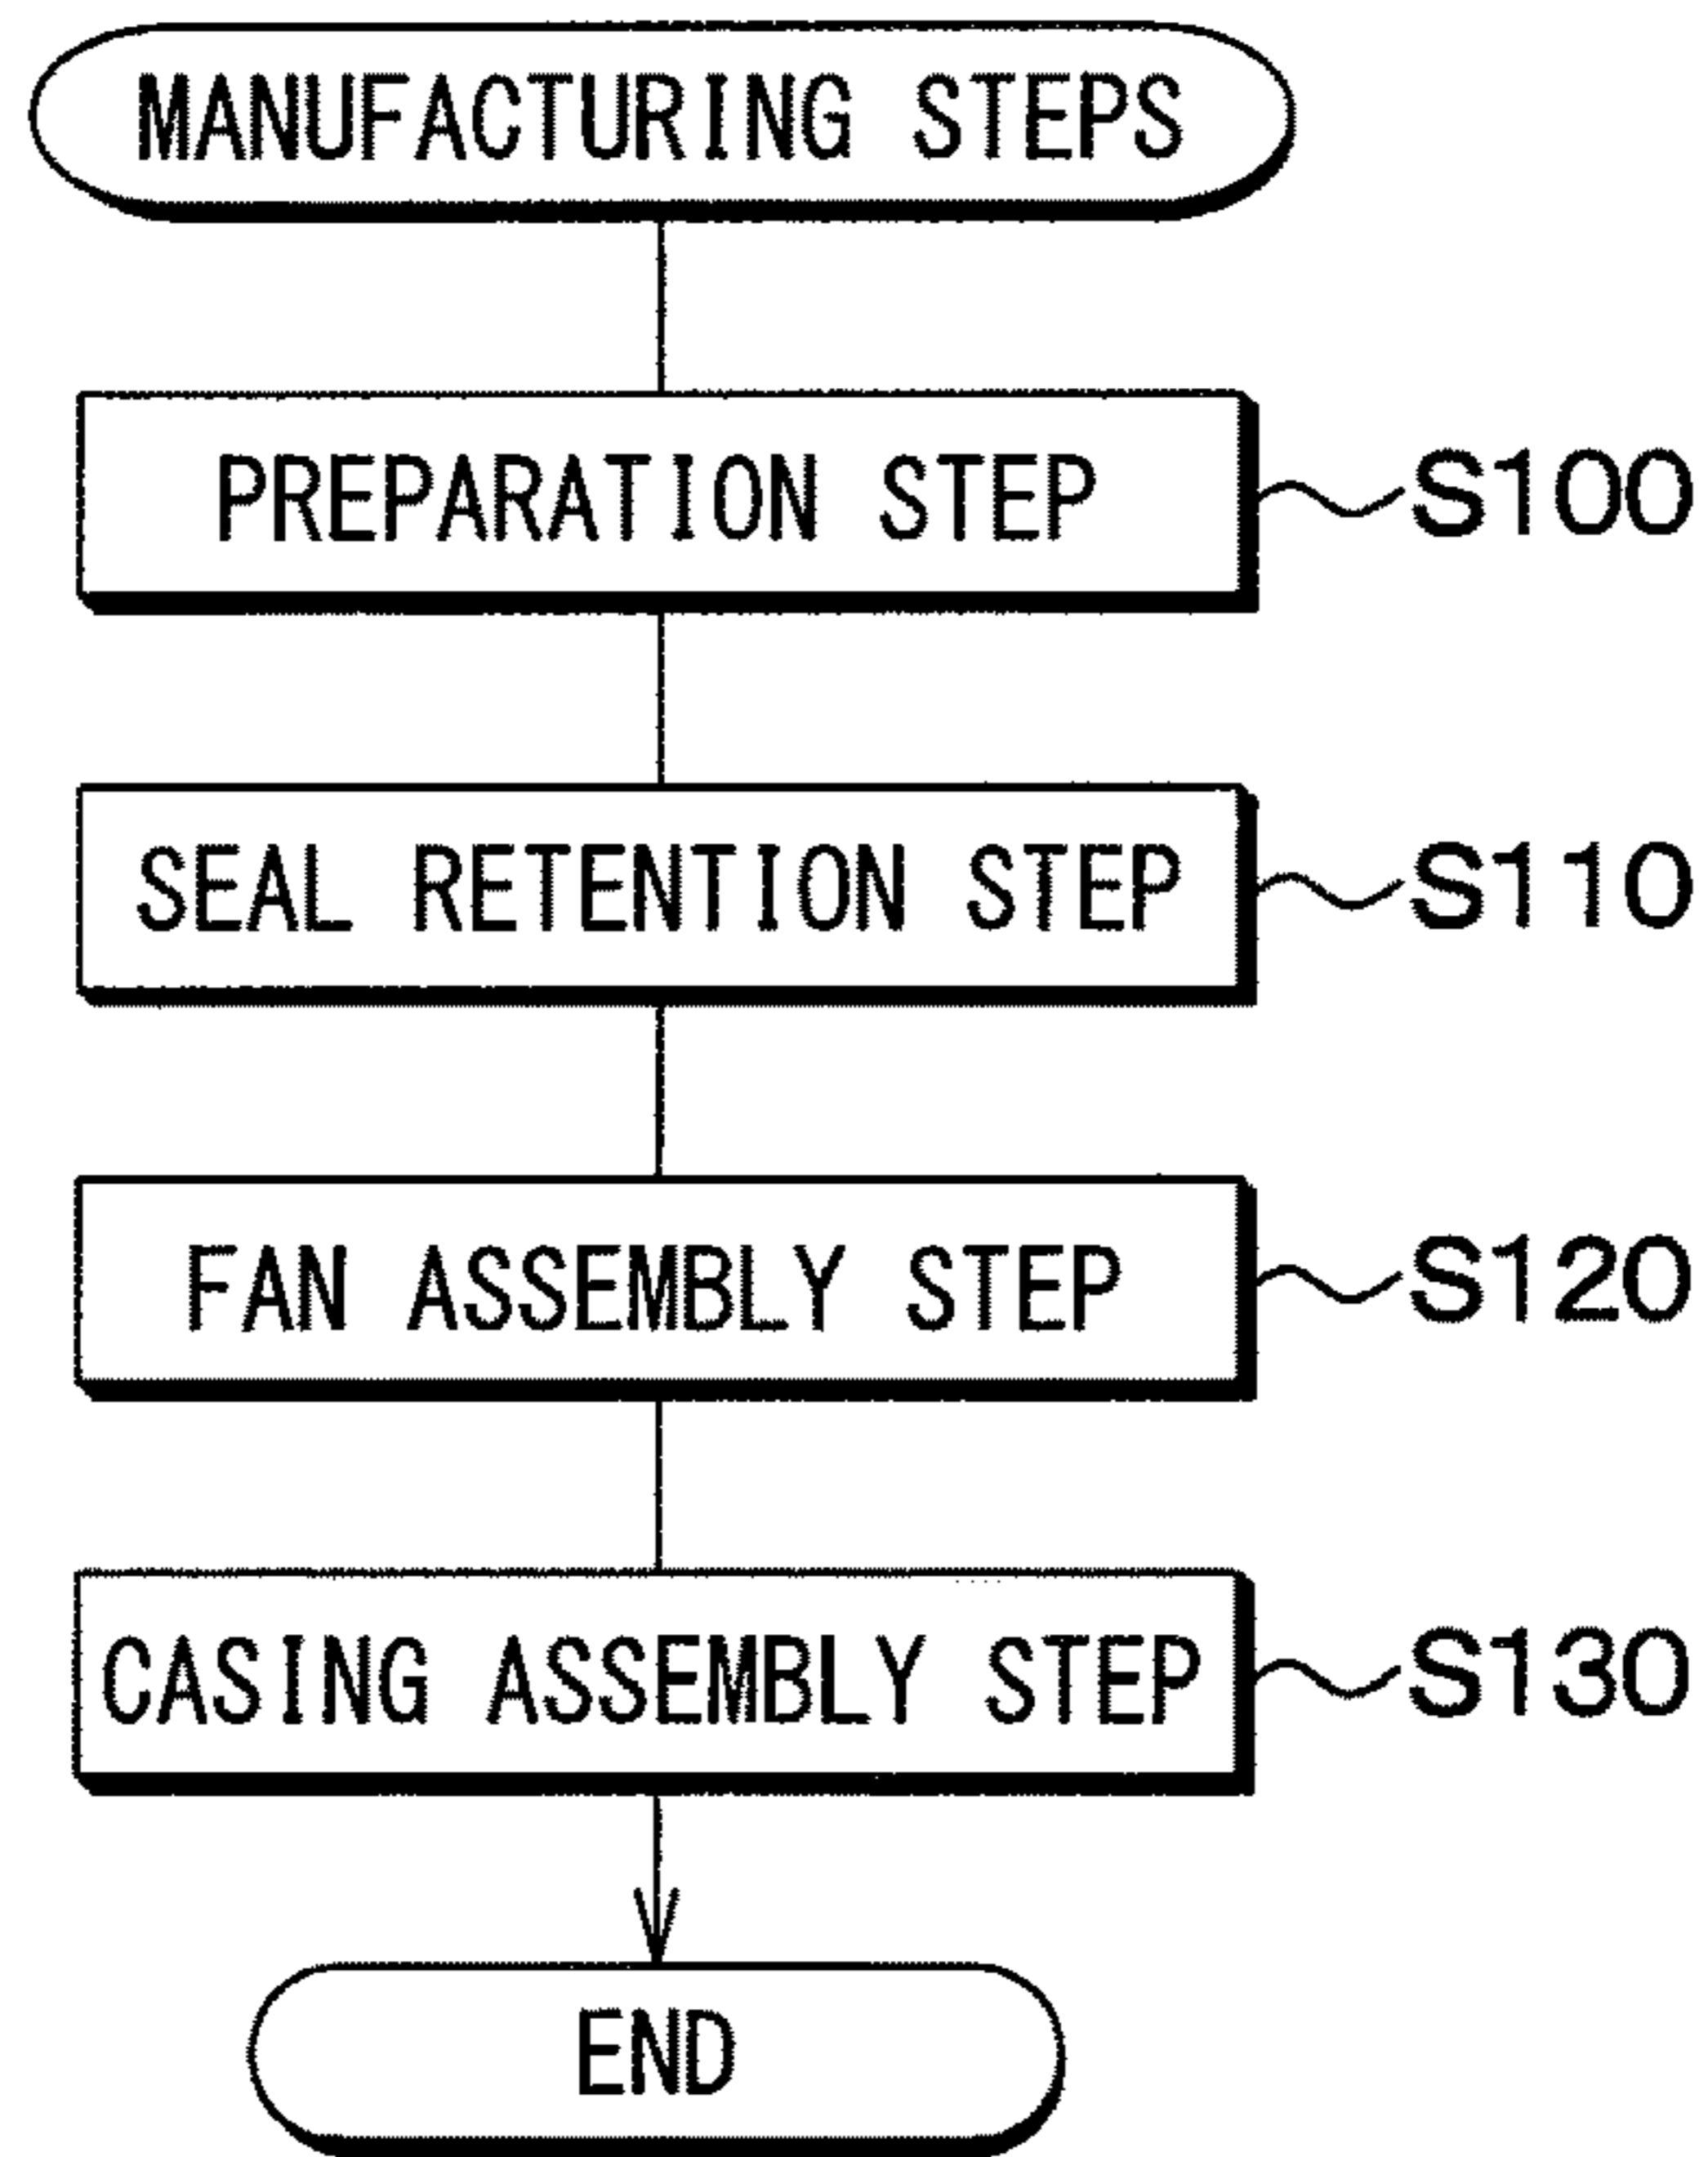 MANUFACTURING STEPS
PREPARATION STEP S100
SEAL RETENTION STEP S110
FAN ASSEMBLY STEP S120
CASING ASSEMBLY STEP S130
END